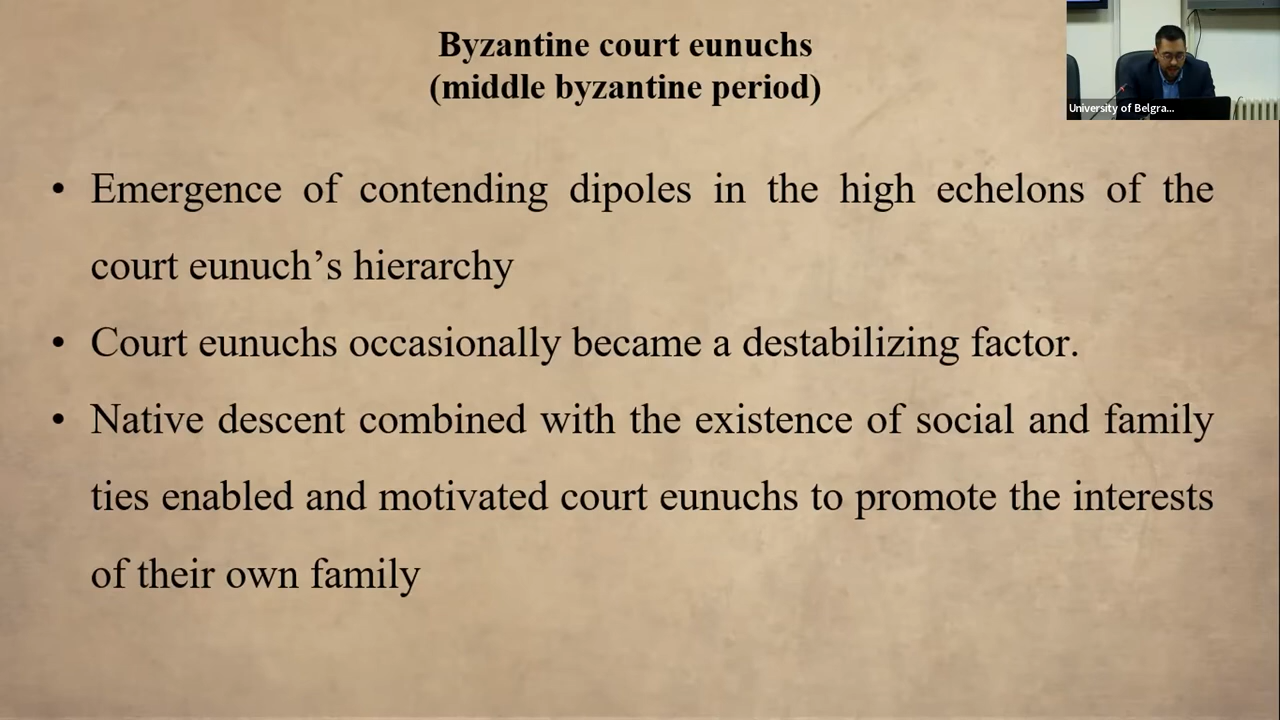 Byzantine court eunuchs
(middle byzantine period)
University of Belgra...
• Emergence of contending dipoles in the high echelons of the
court eunuch’s hierarchy
• Court eunuchs occasionally became a destabilizing factor.
• Native descent combined with the existence of social and family
ties enabled and motivated court eunuchs to promote the interests
of their own family